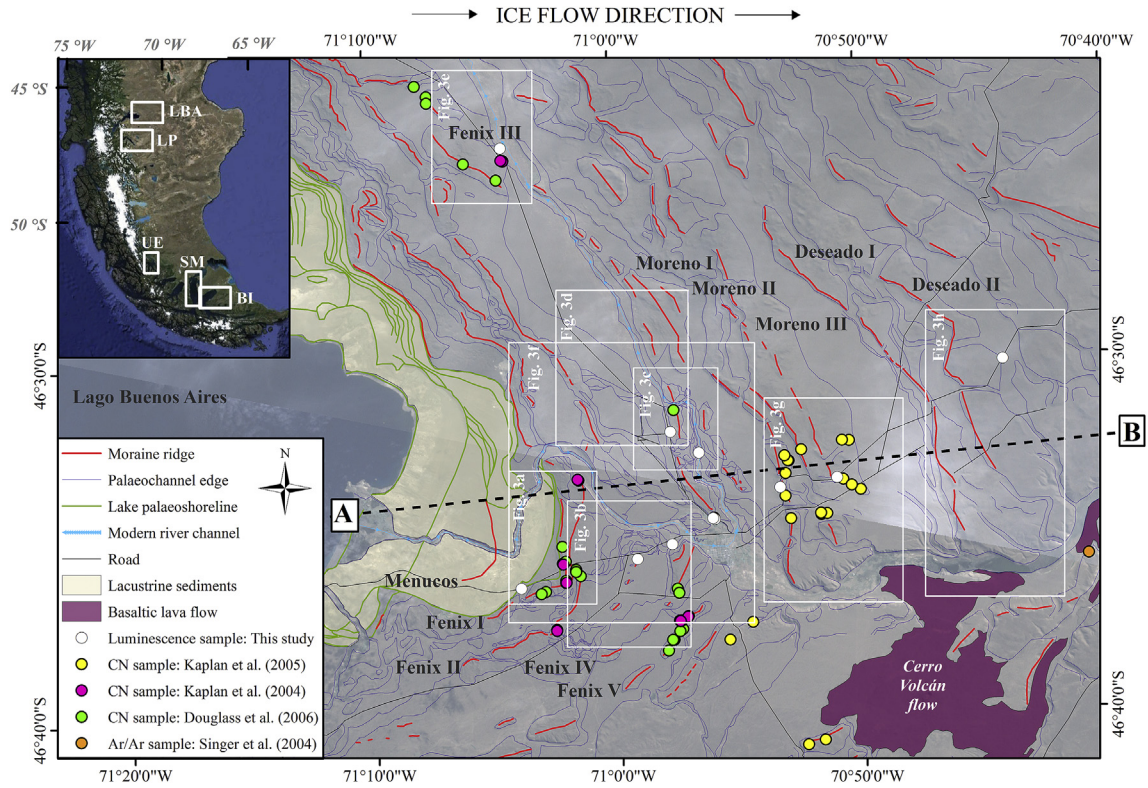 ICE FLOW DIRECTION
75 °W
70 °W
65 °W
71°10'0"W
71°0'0"W
70°50'0"W
70°40'0"W
45 °S
50 °S
LBA
LP
UE
SM
BI
Fig. 3e
Fenix III
Moreno I
Moreno II
Moreno III
Deseado I
Deseado II
Fig. 3d
Fig. 3f
Fig. 3c
Fig. 3g
Fig. 3h
46°30'0"S
46°30'0"S
Lago Buenos Aires
A
B
Fig. 3a
Fig. 3b
Menucos
Fenix I
Fenix II
Fenix IV
Fenix V
Cerro
Volcán
flow
N
Moraine ridge
Palaeochannel edge
Lake palaeoshoreline
Modern river channel
Road
Lacustrine sediments
Basaltic lava flow
Luminescence sample: This study
CN sample: Kaplan et al. (2005)
CN sample: Kaplan et al. (2004)
CN sample: Douglass et al. (2006)
Ar/Ar sample: Singer et al. (2004)
46°40'0"S
46°40'0"S
71°20'0"W
71°10'0"W
71°0'0"W
70°50'0"W